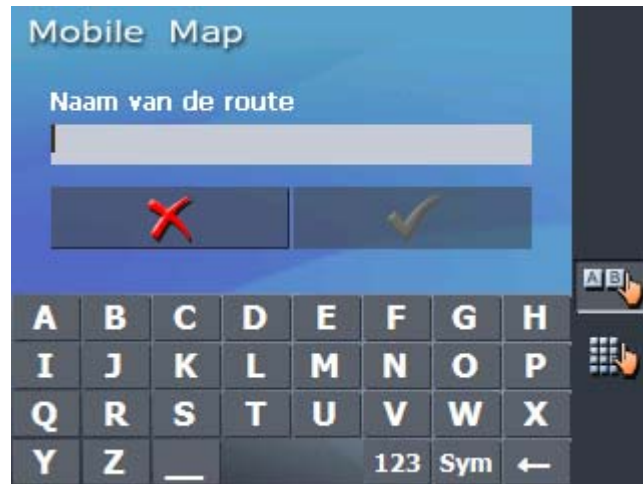 Mobile Map
Naam van de route
A B
A B C D E F G H
I J K L M N O P
Q R S T U V W X
Y Z _ 123 Sym ←